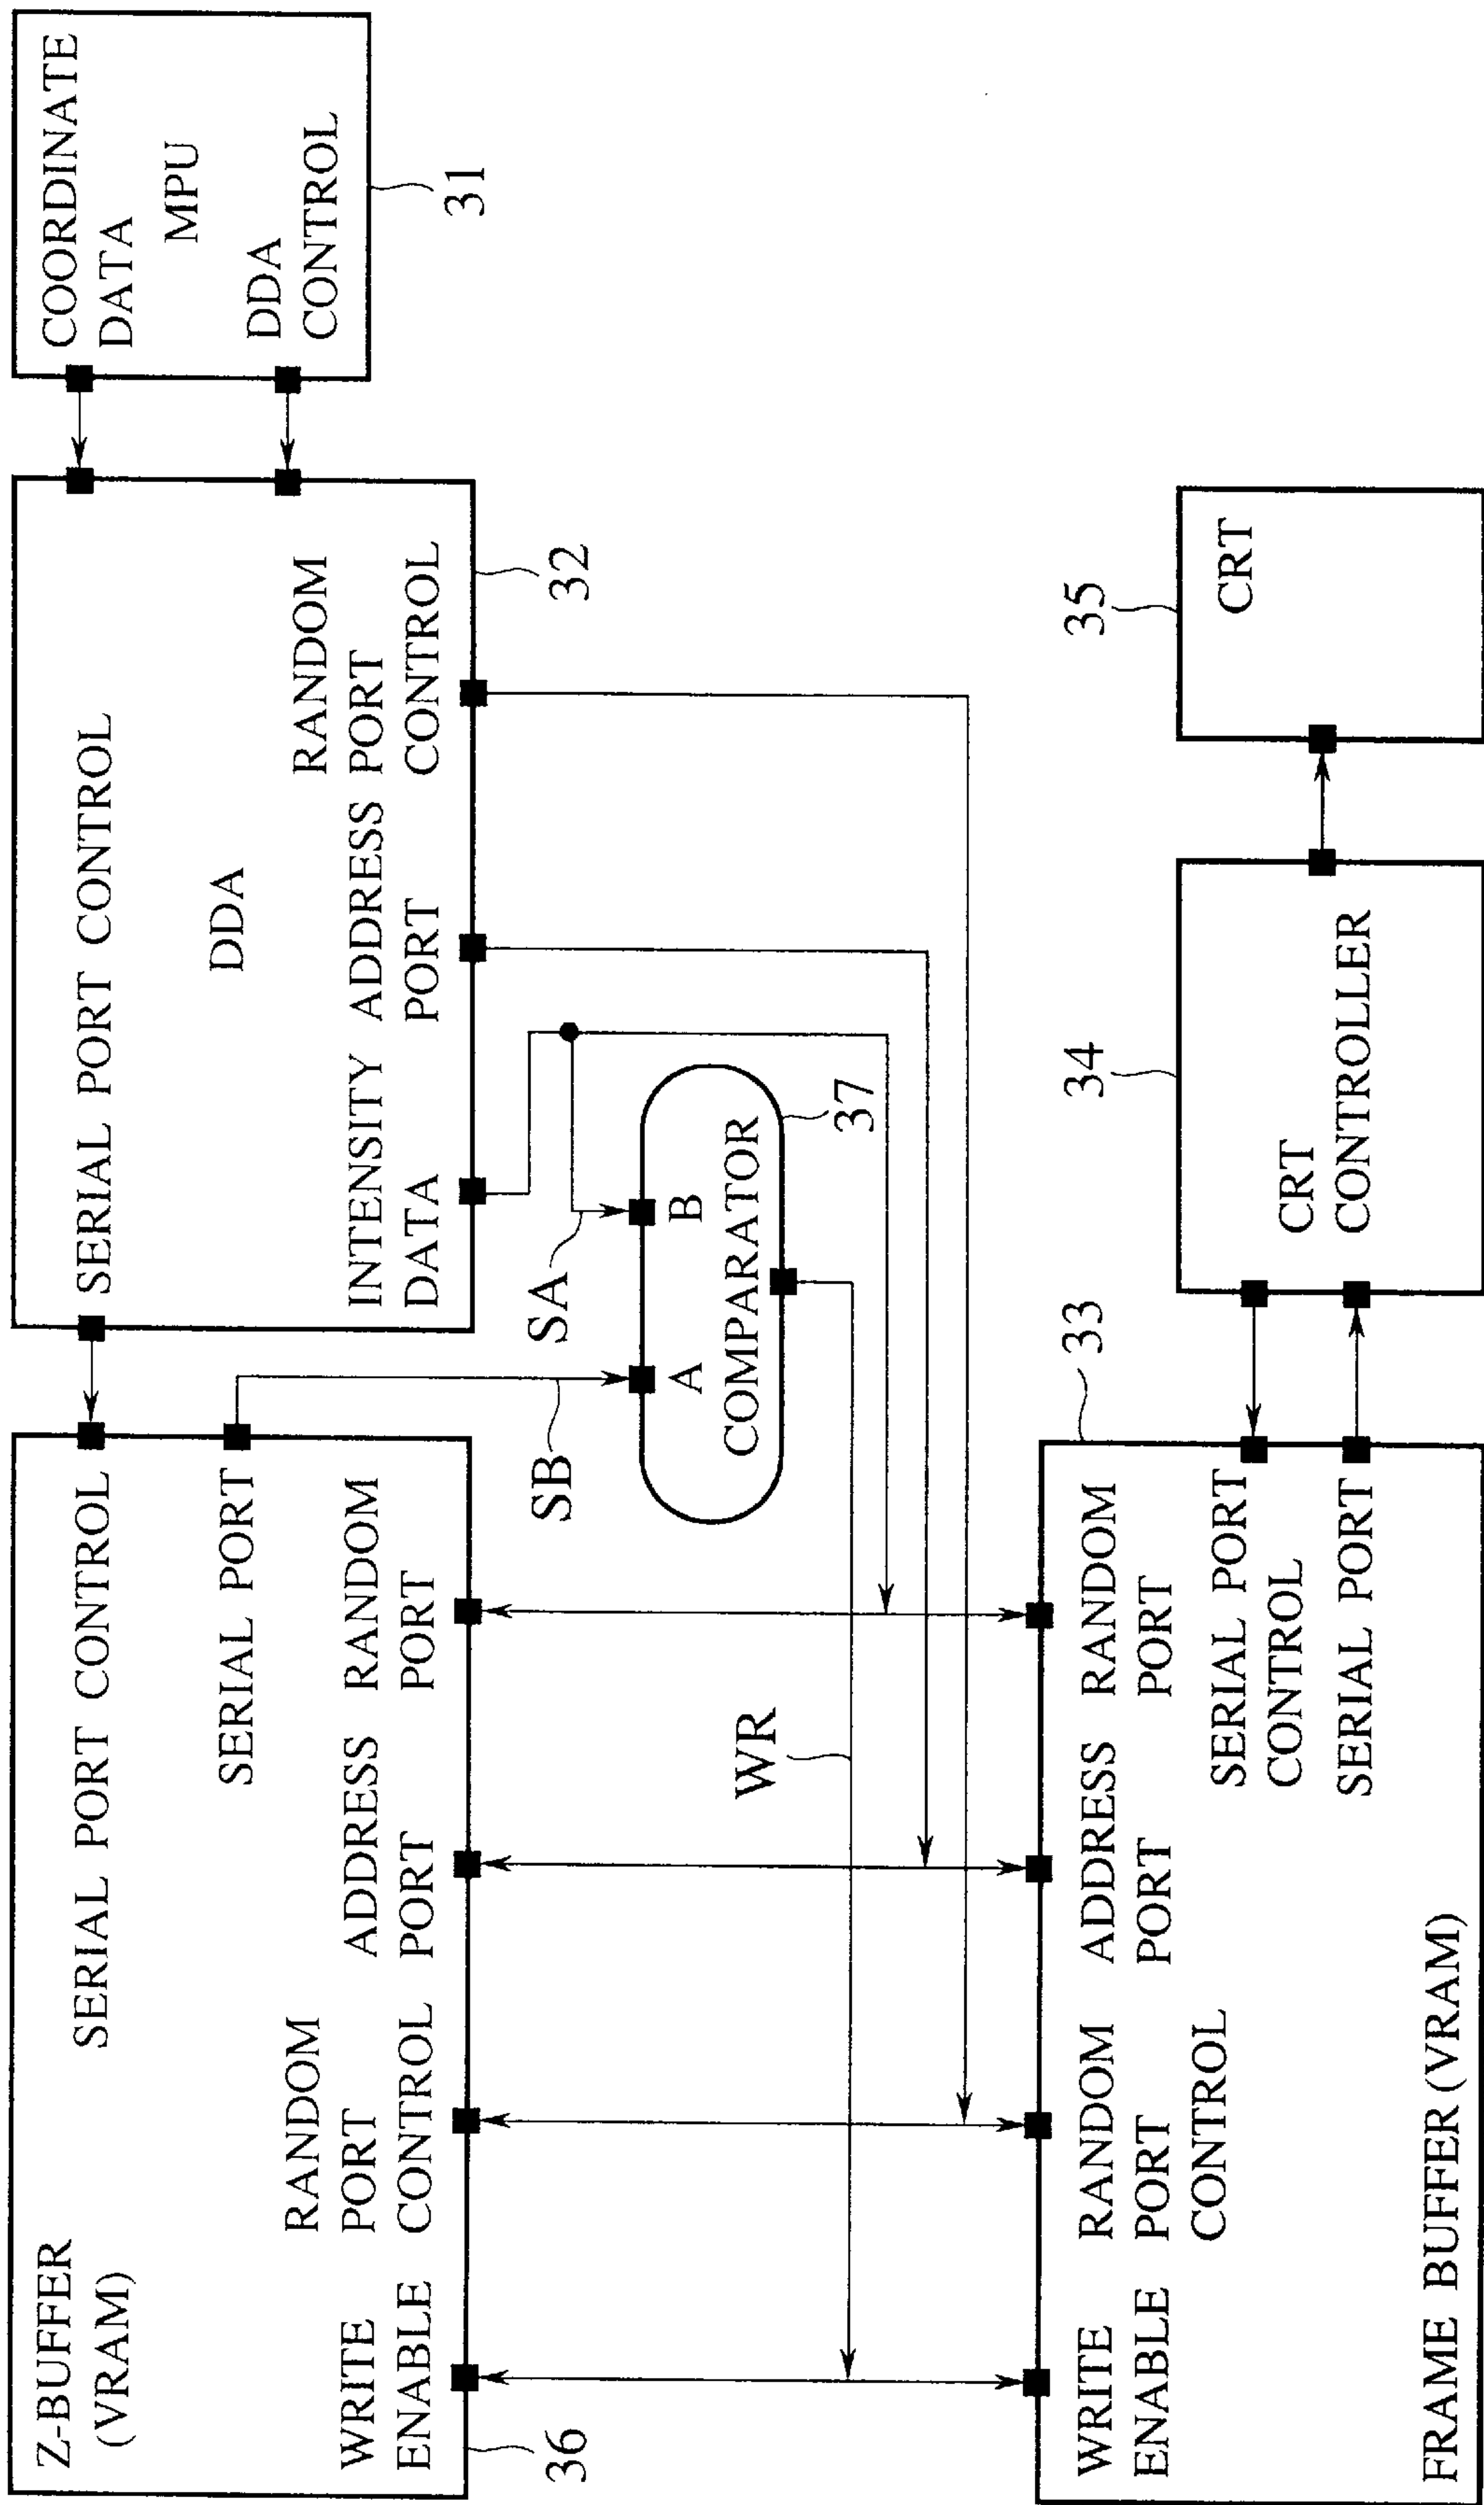 COORDINATE
DATA
MPU
DDA
CONTROL
31
SERIAL PORT CONTROL
DDA
RANDOM
INTENSITY ADDRESS PORT
DATA PORT CONTROL
32
Z-BUFFER
(VRAM)
SERIAL PORT CONTROL
SERIAL PORT
RANDOM
WRITE PORT ADDRESS RANDOM
ENABLE CONTROL PORT PORT
36
SB
SA
A B
COMPARATOR
37
WR
33
WRITE RANDOM ADDRESS RANDOM
ENABLE PORT PORT PORT
CONTROL
SERIAL PORT
CONTROL
SERIAL PORT
FRAME BUFFER (VRAM)
34
CRT
CONTROLLER
35
CRT